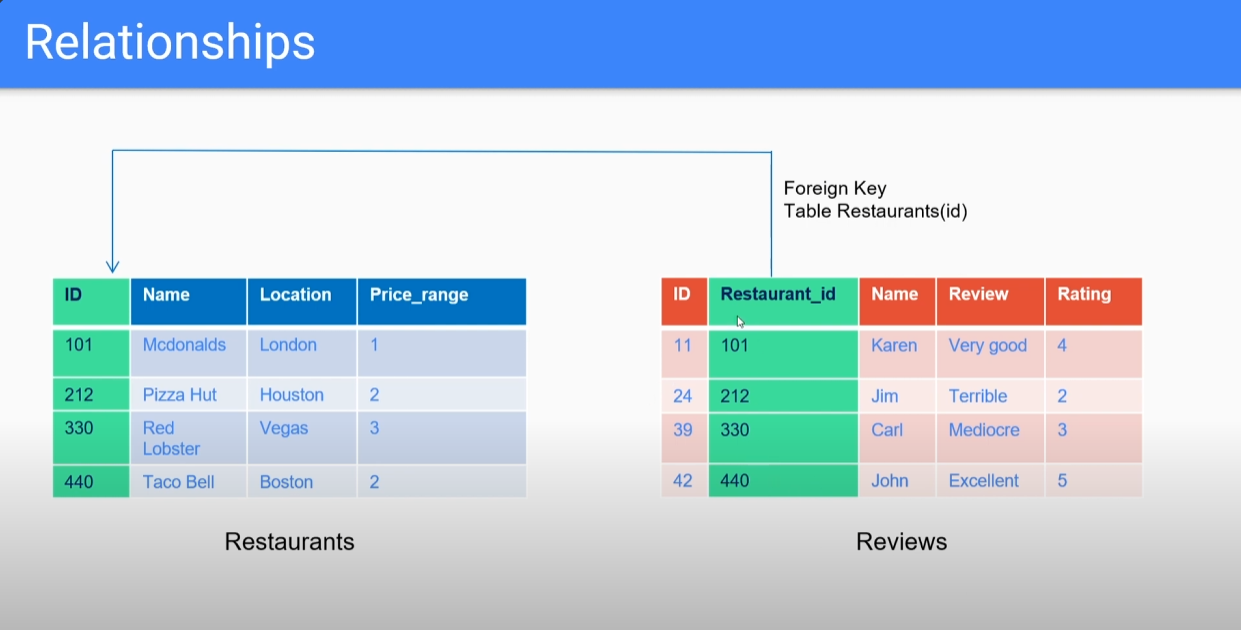 Relationships
Foreign Key
Table Restaurants(id)
ID Name Location Price_range
101 Mcdonalds London 1
212 Pizza Hut Houston 2
330 Red Lobster Vegas 3
440 Taco Bell Boston 2
Restaurants
ID Restaurant_id Name Review Rating
11 101 Karen Very good 4
24 212 Jim Terrible 2
39 330 Carl Mediocre 3
42 440 John Excellent 5
Reviews